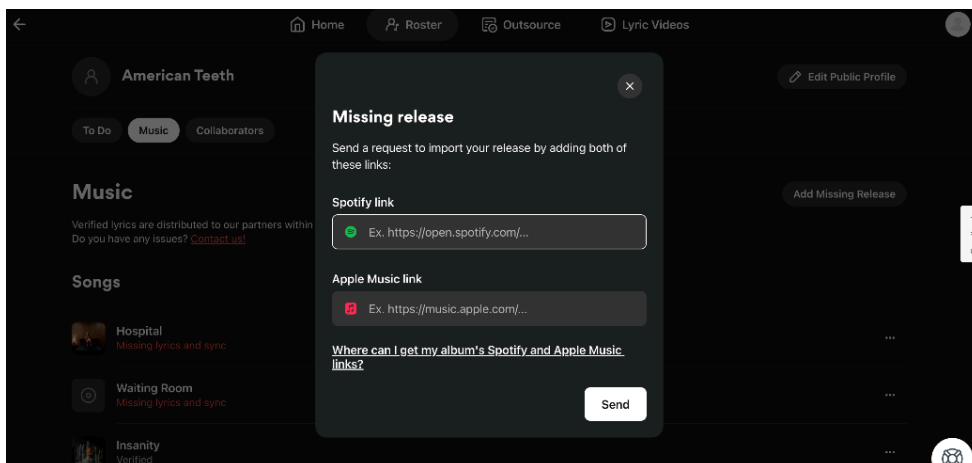 Home
Roster
Outsource
Lyric Videos
American Teeth
Edit Public Profile
To Do
Music
Collaborators
Missing release
Send a request to import your release by adding both of
these links:
Music
Add Missing Release
Verified lyrics are distributed to our partners within
Do you have any issues? Contact us!
Spotify link
Ex. https://open.spotify.com/...
Songs
Apple Music link
Ex. https://music.apple.com/...
Hospital
Missing lyrics and sync
Where can I get my album's Spotify and Apple Music
links?
Waiting Room
Missing lyrics and sync
Send
Insanity
Verified